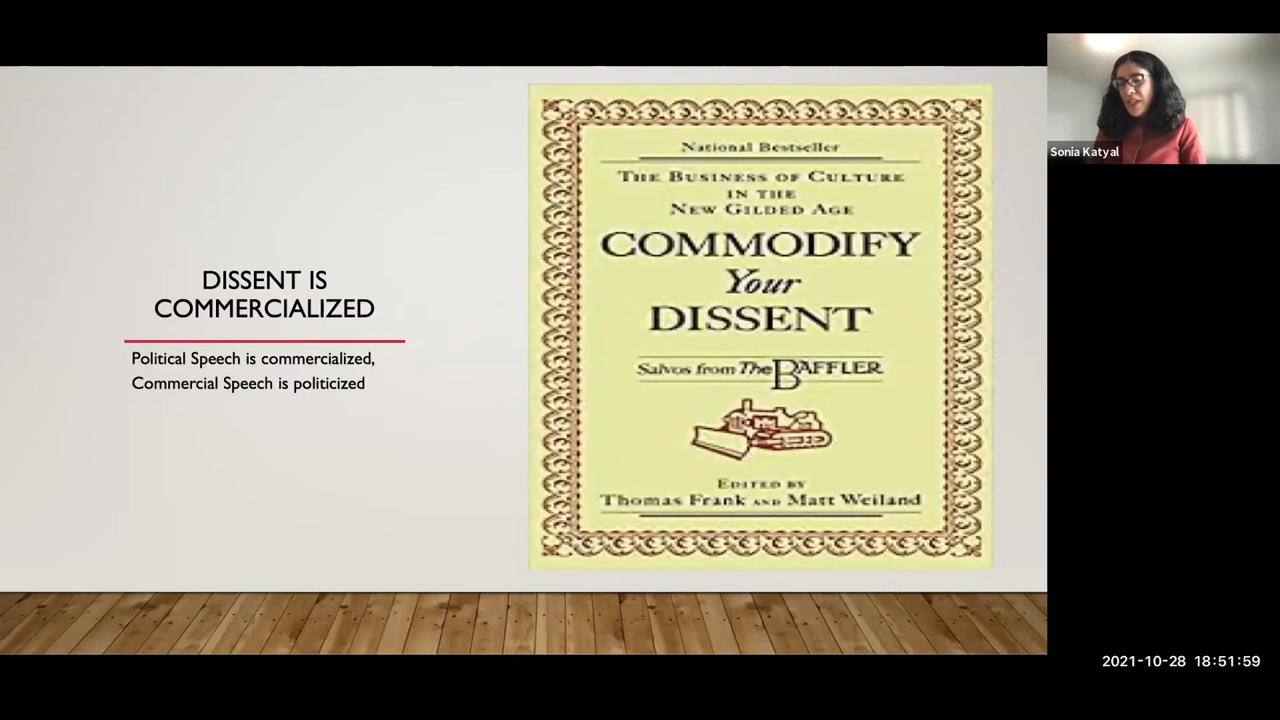 DISSENT IS
COMMERCIALIZED
Political Speech is commercialized,
Commercial Speech is politicized
National Bestseller
THE BUSINESS OF CULTURE
IN THE
NEW GILDED AGE
COMMODIFY
Your
DISSENT
Salvos from The BAFFLER
EDITED BY
Thomas Frank AND Matt Weiland
Sonia Katyal
2021-10-28 18:51:59